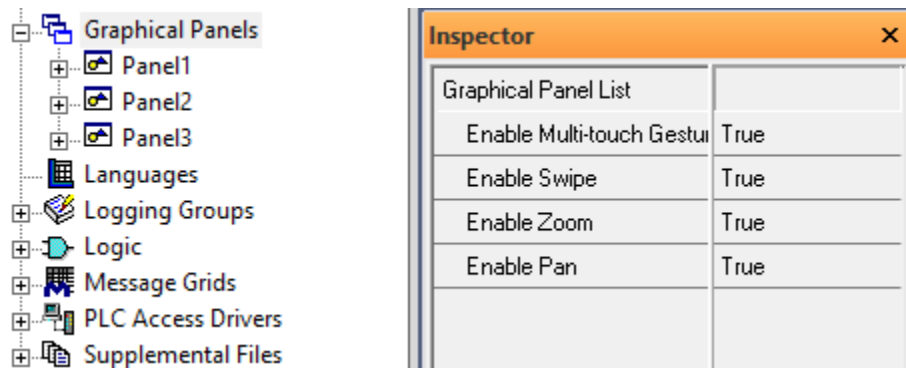 Graphical Panels
Panel1
Panel2
Panel3
Languages
Logging Groups
Logic
Message Grids
PLC Access Drivers
Supplemental Files
Inspector
Graphical Panel List
Enable Multi-touch Gestur True
Enable Swipe True
Enable Zoom True
Enable Pan True